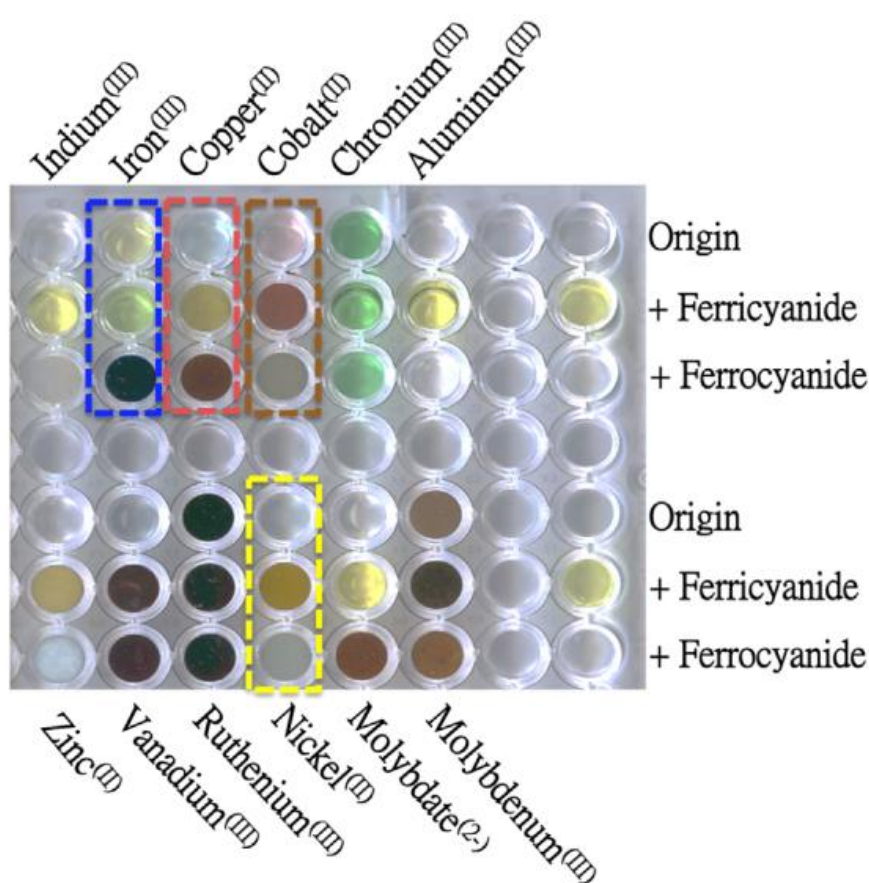 Indium(III)
Iron(III)
Copper(II)
Cobalt(II)
Chromium(III)
Aluminum(III)
Origin
+ Ferricyanide
+ Ferrocyanide
Origin
+ Ferricyanide
+ Ferrocyanide
Zinc(II)
Vanadium(III)
Ruthenium(III)
Nickel(II)
Molybdate(2-)
Molybdenum(III)